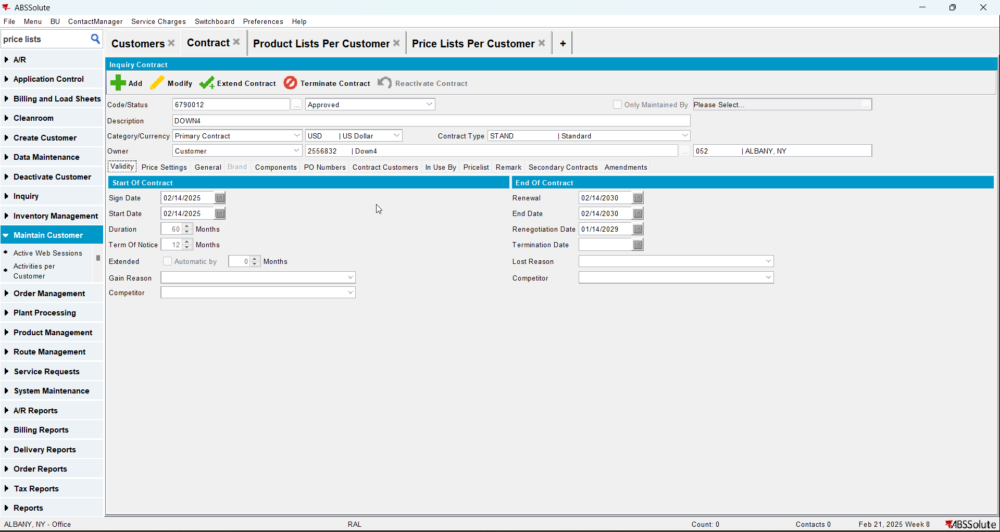 ABSSolute
File Menu BU ContactManager Service Charges Switchboard Preferences Help
price lists
Customers Contract Product Lists Per Customer Price Lists Per Customer +
Inquiry Contract
Add Modify Extend Contract Terminate Contract Reactivate Contract
Code/Status 6790012 ... Approved Only Maintained By Please Select... ...
Description DOWN4
Category/Currency Primary Contract USD | US Dollar Contract Type STAND | Standard
Owner Customer 2556832 | Down4 ... 052 | ALBANY, NY
Validity Price Settings General Brand Components PO Numbers Contract Customers In Use By Pricelist Remark Secondary Contracts Amendments
Start Of Contract
Sign Date 02/14/2025 16
Start Date 02/14/2025 16
Duration 60 Months
Term Of Notice 12 Months
Extended Automatic by 0 Months
Gain Reason
Competitor
End Of Contract
Renewal 02/14/2030 16
End Date 02/14/2030 16
Renegotiation Date 01/14/2029 16
Termination Date 16
Lost Reason
Competitor
A/R
Application Control
Billing and Load Sheets
Cleanroom
Create Customer
Data Maintenance
Deactivate Customer
Inquiry
Inventory Management
Maintain Customer
Active Web Sessions
Activities per
Customer
Order Management
Plant Processing
Product Management
Route Management
Service Requests
System Maintenance
A/R Reports
Billing Reports
Delivery Reports
Order Reports
Tax Reports
Reports
ALBANY, NY - Office RAL Count: 0 Contacts 0 Feb 21, 2025 Week 8 ABSSolute